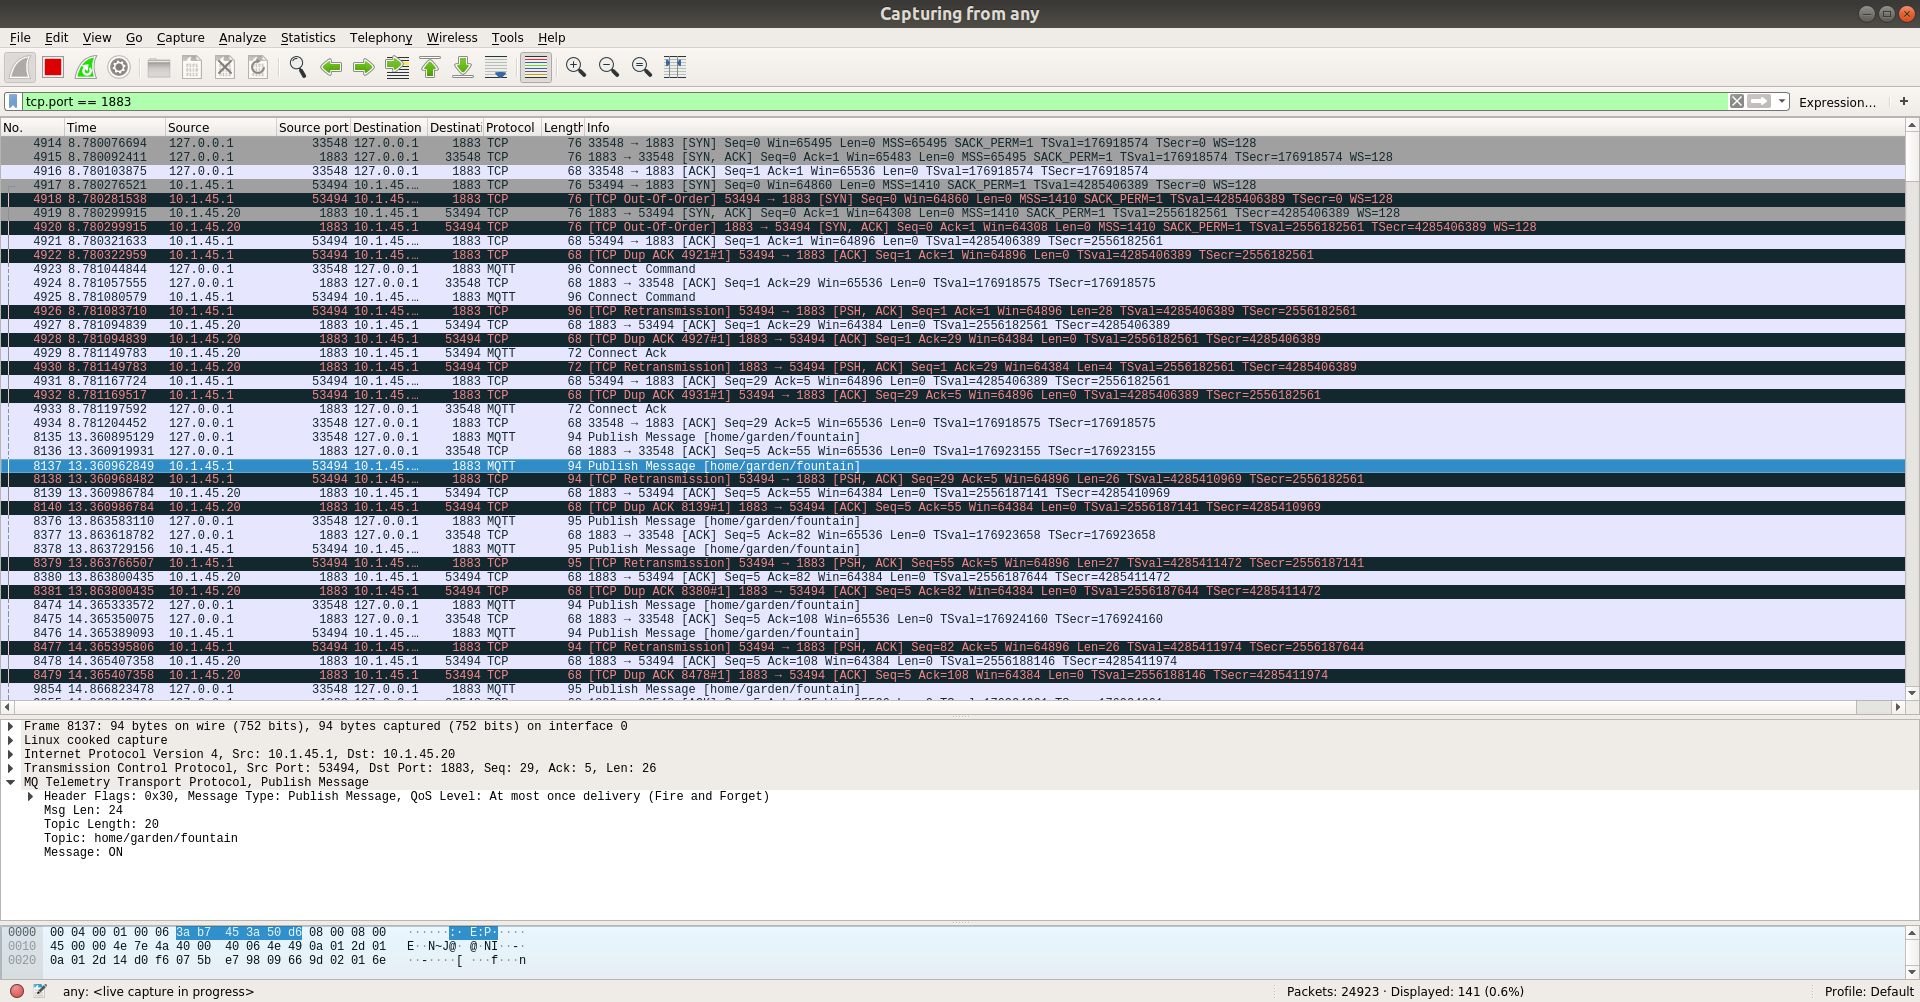 Capturing from any
File Edit View Go Capture Analyze Statistics Telephony Wireless Tools Help
tcp.port == 1883 Expression… +
No. Time Source Source port Destination Destinati Protocol Length Info
4914 8.780076694 127.0.0.1 33548 127.0.0.1 1883 TCP 76 33548 → 1883 [SYN] Seq=0 Win=65495 Len=0 MSS=65495 SACK_PERM=1 TSval=176918574 TSecr=0 WS=128
4915 8.780092411 127.0.0.1 1883 127.0.0.1 33548 TCP 76 1883 → 33548 [SYN, ACK] Seq=0 Ack=1 Win=65483 Len=0 MSS=65495 SACK_PERM=1 TSval=176918574 TSecr=176918574 WS=128
4916 8.780103875 127.0.0.1 33548 127.0.0.1 1883 TCP 68 33548 → 1883 [ACK] Seq=1 Ack=1 Win=65536 Len=0 TSval=176918574 TSecr=176918574
4917 8.780276521 10.1.45.1 53494 10.1.45.… 1883 TCP 76 53494 → 1883 [SYN] Seq=0 Win=64860 Len=0 MSS=1410 SACK_PERM=1 TSval=4285406389 TSecr=0 WS=128
4918 8.780281538 10.1.45.1 53494 10.1.45.… 1883 TCP 76 [TCP Out-Of-Order] 53494 → 1883 [SYN] Seq=0 Win=64860 Len=0 MSS=1410 SACK_PERM=1 TSval=4285406389 TSecr=0 WS=128
4919 8.780299915 10.1.45.20 1883 10.1.45.1 53494 TCP 76 1883 → 53494 [SYN, ACK] Seq=0 Ack=1 Win=64308 Len=0 MSS=1410 SACK_PERM=1 TSval=2556182561 TSecr=4285406389 WS=128
4920 8.780299915 10.1.45.20 1883 10.1.45.1 53494 TCP 76 [TCP Out-Of-Order] 1883 → 53494 [SYN, ACK] Seq=0 Ack=1 Win=64308 Len=0 MSS=1410 SACK_PERM=1 TSval=2556182561 TSecr=4285406389 WS=128
4921 8.780321633 10.1.45.1 53494 10.1.45.… 1883 TCP 68 53494 → 1883 [ACK] Seq=1 Ack=1 Win=64896 Len=0 TSval=4285406389 TSecr=2556182561
4922 8.780322959 10.1.45.1 53494 10.1.45.… 1883 TCP 68 [TCP Dup ACK 4921#1] 53494 → 1883 [ACK] Seq=1 Ack=1 Win=64896 Len=0 TSval=4285406389 TSecr=2556182561
4923 8.781044844 127.0.0.1 33548 127.0.0.1 1883 MQTT 96 Connect Command
4924 8.781057555 127.0.0.1 1883 127.0.0.1 33548 TCP 68 1883 → 33548 [ACK] Seq=1 Ack=29 Win=65536 Len=0 TSval=176918575 TSecr=176918575
4925 8.781080579 10.1.45.1 53494 10.1.45.… 1883 MQTT 96 Connect Command
4926 8.781083710 10.1.45.1 53494 10.1.45.… 1883 TCP 96 [TCP Retransmission] 53494 → 1883 [PSH, ACK] Seq=1 Ack=1 Win=64896 Len=28 TSval=4285406389 TSecr=2556182561
4927 8.781094839 10.1.45.20 1883 10.1.45.1 53494 TCP 68 1883 → 53494 [ACK] Seq=1 Ack=29 Win=64384 Len=0 TSval=2556182561 TSecr=4285406389
4928 8.781094839 10.1.45.20 1883 10.1.45.1 53494 TCP 68 [TCP Dup ACK 4927#1] 1883 → 53494 [ACK] Seq=1 Ack=29 Win=64384 Len=0 TSval=2556182561 TSecr=4285406389
4929 8.781149783 10.1.45.20 1883 10.1.45.1 53494 MQTT 72 Connect Ack
4930 8.781149783 10.1.45.20 1883 10.1.45.1 53494 TCP 72 [TCP Retransmission] 1883 → 53494 [PSH, ACK] Seq=1 Ack=29 Win=64384 Len=4 TSval=2556182561 TSecr=4285406389
4931 8.781167724 10.1.45.1 53494 10.1.45.… 1883 TCP 68 53494 → 1883 [ACK] Seq=29 Ack=5 Win=64896 Len=0 TSval=4285406389 TSecr=2556182561
4932 8.781169517 10.1.45.1 53494 10.1.45.… 1883 TCP 68 [TCP Dup ACK 4931#1] 53494 → 1883 [ACK] Seq=29 Ack=5 Win=64896 Len=0 TSval=4285406389 TSecr=2556182561
4933 8.781197592 127.0.0.1 1883 127.0.0.1 33548 MQTT 72 Connect Ack
4934 8.781204452 127.0.0.1 33548 127.0.0.1 1883 TCP 68 33548 → 1883 [ACK] Seq=29 Ack=5 Win=65536 Len=0 TSval=176918575 TSecr=176918575
8135 13.360895129 127.0.0.1 33548 127.0.0.1 1883 MQTT 94 Publish Message [home/garden/fountain]
8136 13.360919931 127.0.0.1 1883 127.0.0.1 33548 TCP 68 1883 → 33548 [ACK] Seq=5 Ack=55 Win=65536 Len=0 TSval=176923155 TSecr=176923155
8137 13.360962849 10.1.45.1 53494 10.1.45.… 1883 MQTT 94 Publish Message [home/garden/fountain]
8138 13.360968482 10.1.45.1 53494 10.1.45.… 1883 TCP 94 [TCP Retransmission] 53494 → 1883 [PSH, ACK] Seq=29 Ack=5 Win=64896 Len=26 TSval=4285410969 TSecr=2556182561
8139 13.360986784 10.1.45.20 1883 10.1.45.1 53494 TCP 68 1883 → 53494 [ACK] Seq=5 Ack=55 Win=64384 Len=0 TSval=2556187141 TSecr=4285410969
8140 13.360986784 10.1.45.20 1883 10.1.45.1 53494 TCP 68 [TCP Dup ACK 8139#1] 1883 → 53494 [ACK] Seq=5 Ack=55 Win=64384 Len=0 TSval=2556187141 TSecr=4285410969
8376 13.863583110 127.0.0.1 33548 127.0.0.1 1883 MQTT 95 Publish Message [home/garden/fountain]
8377 13.863618782 127.0.0.1 1883 127.0.0.1 33548 TCP 68 1883 → 33548 [ACK] Seq=5 Ack=82 Win=65536 Len=0 TSval=176923658 TSecr=176923658
8378 13.863729156 10.1.45.1 53494 10.1.45.… 1883 MQTT 95 Publish Message [home/garden/fountain]
8379 13.863766507 10.1.45.1 53494 10.1.45.… 1883 TCP 95 [TCP Retransmission] 53494 → 1883 [PSH, ACK] Seq=55 Ack=5 Win=64896 Len=27 TSval=4285411472 TSecr=2556187141
8380 13.863800435 10.1.45.20 1883 10.1.45.1 53494 TCP 68 1883 → 53494 [ACK] Seq=5 Ack=82 Win=64384 Len=0 TSval=2556187644 TSecr=4285411472
8381 13.863800435 10.1.45.20 1883 10.1.45.1 53494 TCP 68 [TCP Dup ACK 8380#1] 1883 → 53494 [ACK] Seq=5 Ack=82 Win=64384 Len=0 TSval=2556187644 TSecr=4285411472
8474 14.365333572 127.0.0.1 33548 127.0.0.1 1883 MQTT 94 Publish Message [home/garden/fountain]
8475 14.365350075 127.0.0.1 1883 127.0.0.1 33548 TCP 68 1883 → 33548 [ACK] Seq=5 Ack=108 Win=65536 Len=0 TSval=176924160 TSecr=176924160
8476 14.365389093 10.1.45.1 53494 10.1.45.… 1883 MQTT 94 Publish Message [home/garden/fountain]
8477 14.365395806 10.1.45.1 53494 10.1.45.… 1883 TCP 94 [TCP Retransmission] 53494 → 1883 [PSH, ACK] Seq=82 Ack=5 Win=64896 Len=26 TSval=4285411974 TSecr=2556187644
8478 14.365407358 10.1.45.20 1883 10.1.45.1 53494 TCP 68 1883 → 53494 [ACK] Seq=5 Ack=108 Win=64384 Len=0 TSval=2556188146 TSecr=4285411974
8479 14.365407358 10.1.45.20 1883 10.1.45.1 53494 TCP 68 [TCP Dup ACK 8478#1] 1883 → 53494 [ACK] Seq=5 Ack=108 Win=64384 Len=0 TSval=2556188146 TSecr=4285411974
9854 14.866823478 127.0.0.1 33548 127.0.0.1 1883 MQTT 95 Publish Message [home/garden/fountain]
Frame 8137: 94 bytes on wire (752 bits), 94 bytes captured (752 bits) on interface 0
Linux cooked capture
Internet Protocol Version 4, Src: 10.1.45.1, Dst: 10.1.45.20
Transmission Control Protocol, Src Port: 53494, Dst Port: 1883, Seq: 29, Ack: 5, Len: 26
MQ Telemetry Transport Protocol, Publish Message
Header Flags: 0x30, Message Type: Publish Message, QoS Level: At most once delivery (Fire and Forget)
Msg Len: 24
Topic Length: 20
Topic: home/garden/fountain
Message: ON
0000 00 04 00 01 00 06 3a b7 45 3a 50 d6 08 00 08 00 ······:· E:P·····
0010 45 00 00 4e 7e 4a 40 00 40 06 4e 49 0a 01 2d 01 E··N~J@· @·NI··-·
0020 0a 01 2d 14 d0 f6 07 5b e7 98 09 66 9d 02 01 6e ··-····[ ···f···n
any: <live capture in progress> Packets: 24923 · Displayed: 141 (0.6%) Profile: Default